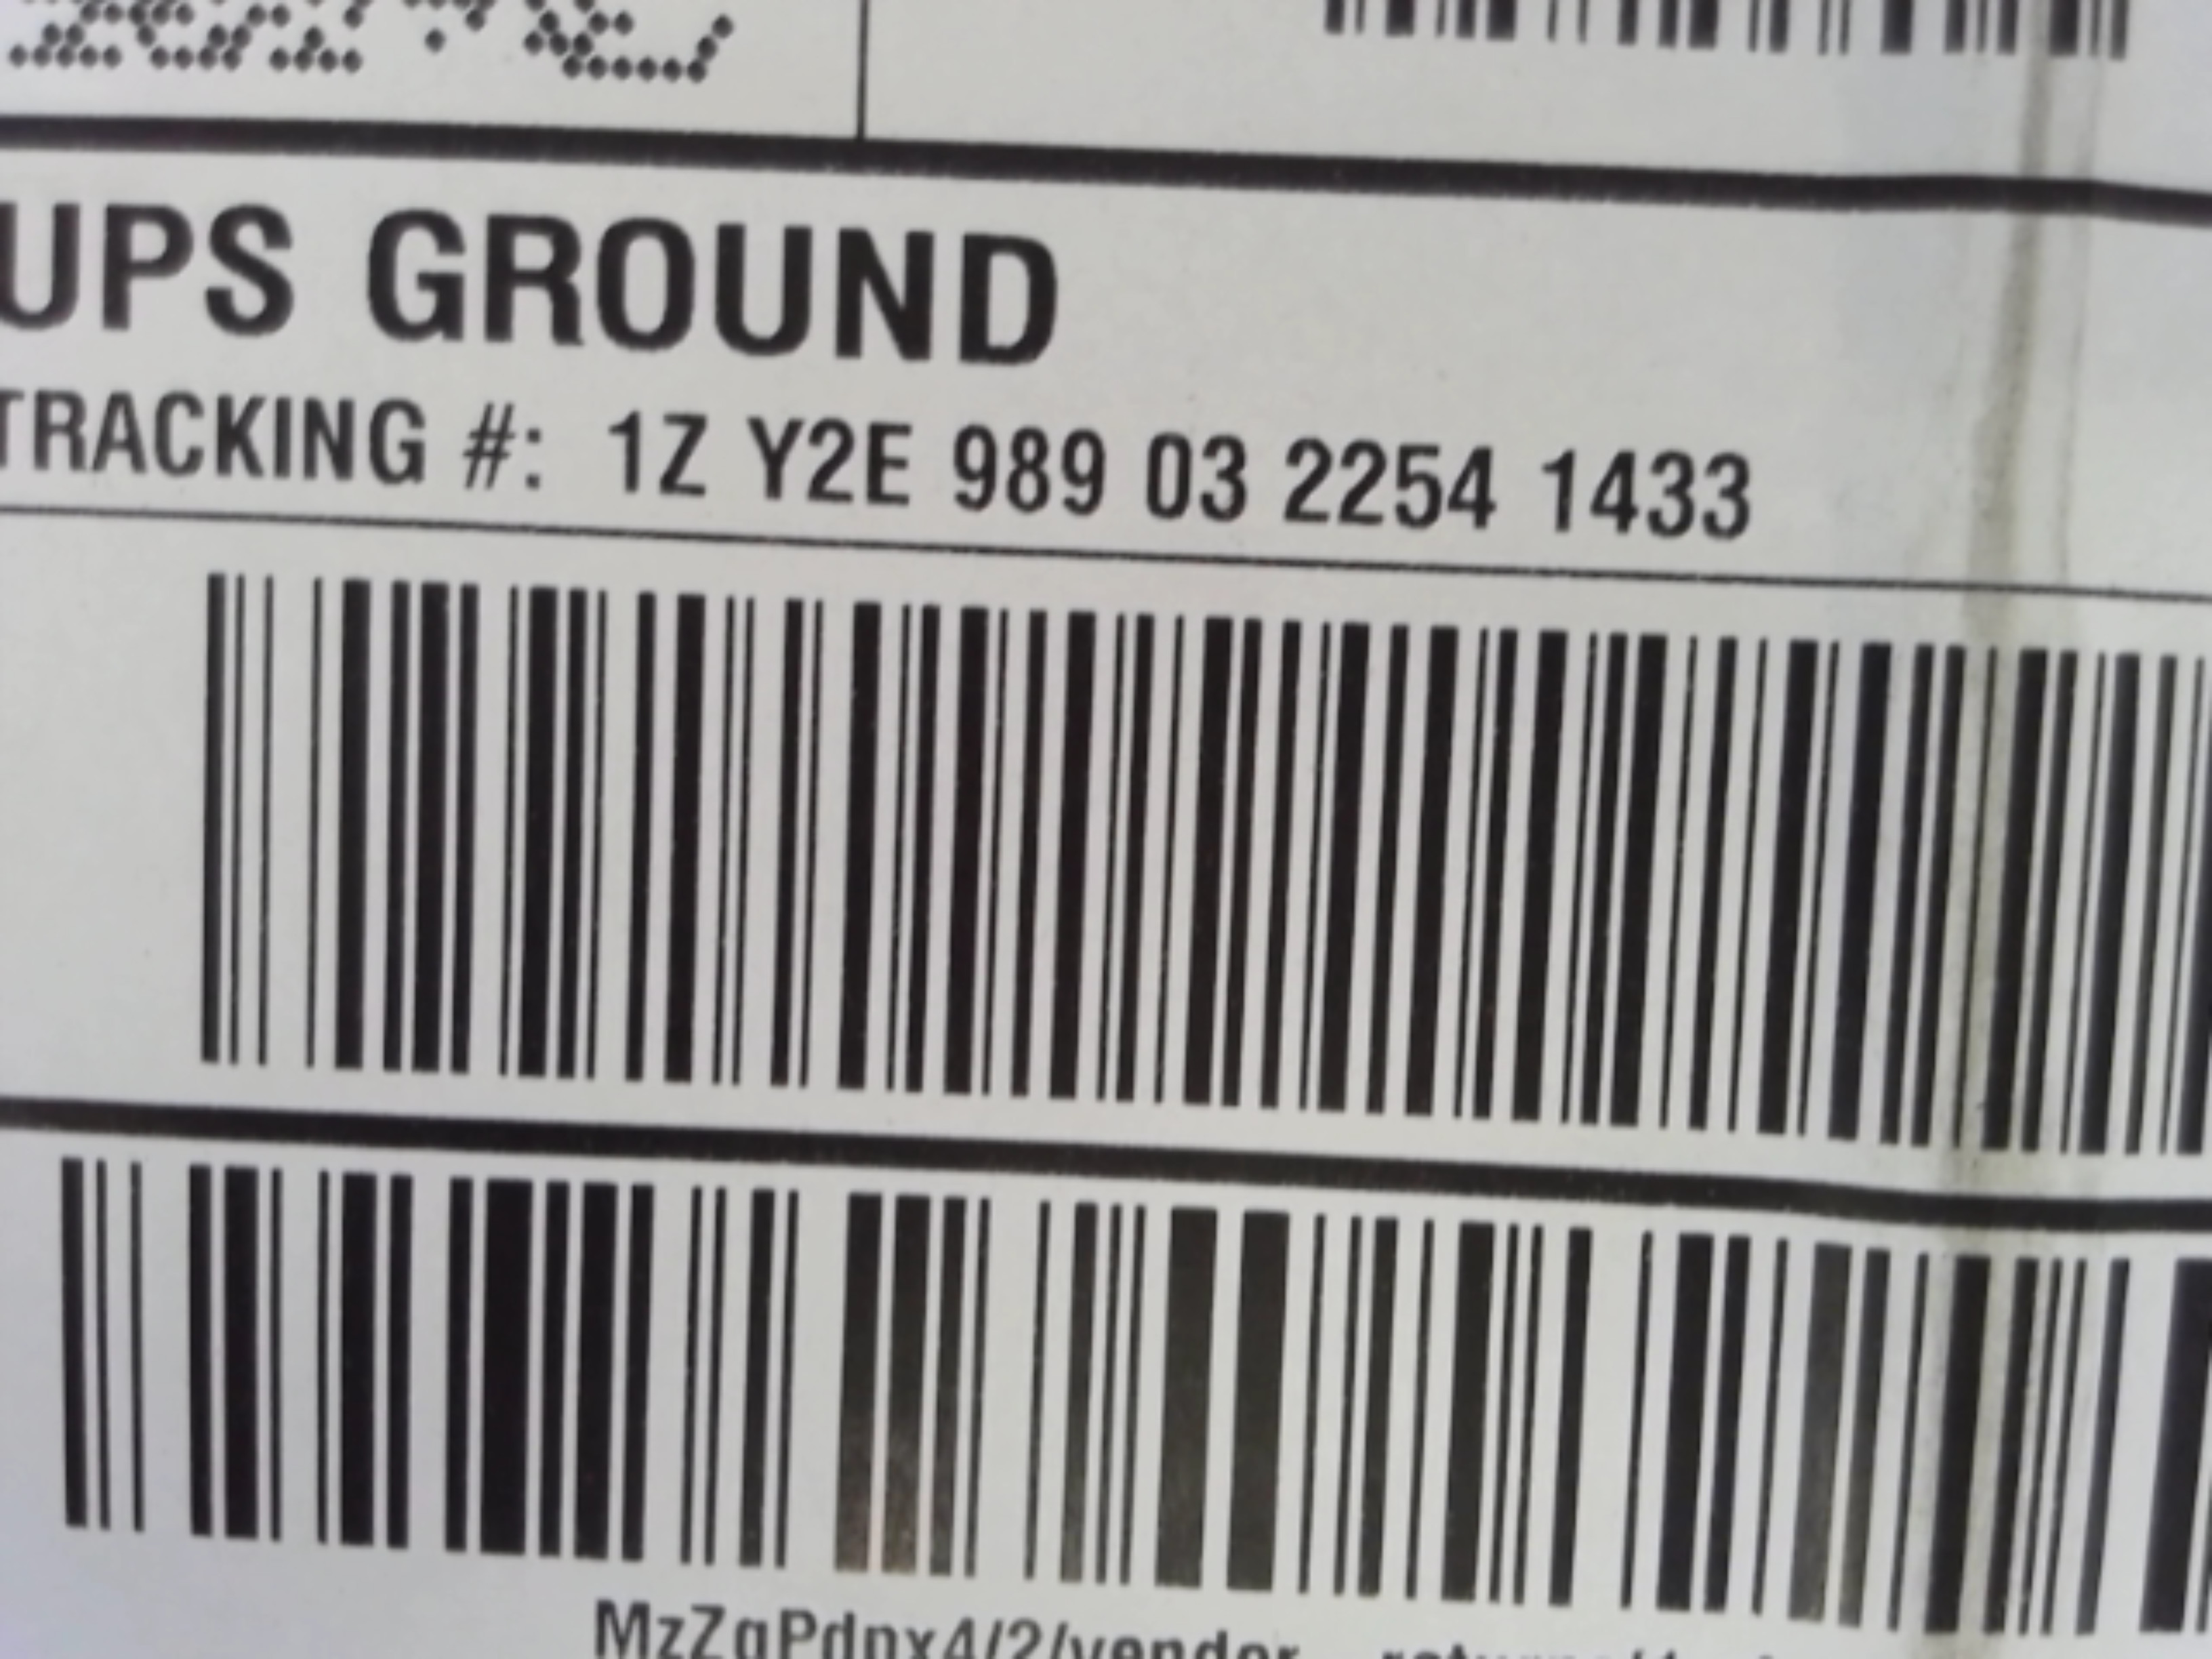 UPS GROUND
TRACKING #: 1Z Y2E 989 03 2254 1433